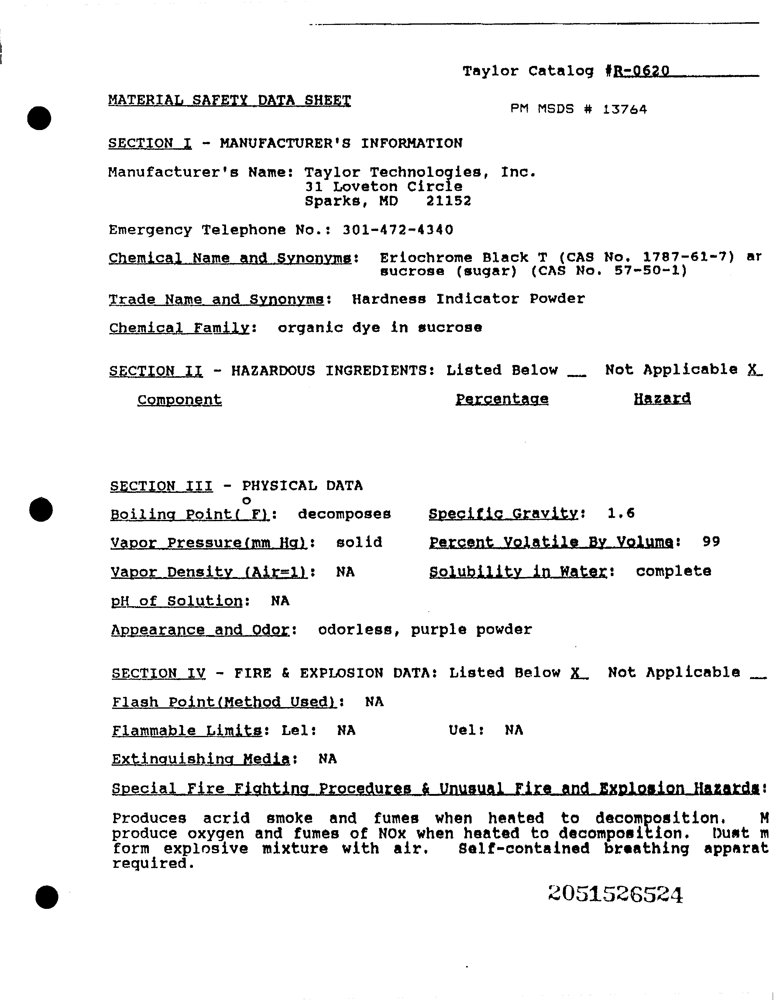 Taylor Catalog #R-0620
MATERIAL SAFETY DATA SHEET
PM MSDS # 13764
SECTION I - MANUFACTURER'S INFORMATION
Manufacturer's Name: Taylor Technologies, Inc.
31 Loveton Circle
Sparks, MD 21152
Emergency Telephone No.: 301-472-4340
Chemical Name and Synonyms: Eriochrome Black T (CAS No. 1787-61-7) ar
sucrose (sugar) (CAS No. 57-50-1)
Trade Name and Synonyms: Hardness Indicator Powder
Chemical Family: organic dye in sucrose
SECTION II - HAZARDOUS INGREDIENTS: Listed Below __ Not Applicable X_
Component Percentage Hazard
SECTION III - PHYSICAL DATA
Boiling Point(°F): decomposes Specific Gravity: 1.6
Vapor Pressure(mm Hg): solid Percent Volatile By Volume: 99
Vapor Density (Air=1): NA Solubility in Water: complete
pH of Solution: NA
Appearance and Odor: odorless, purple powder
SECTION IV - FIRE & EXPLOSION DATA: Listed Below X_ Not Applicable __
Flash Point(Method Used): NA
Flammable Limits: Lel: NA Uel: NA
Extinguishing Media: NA
Special Fire Fighting Procedures & Unusual Fire and Explosion Hazards:
Produces acrid smoke and fumes when heated to decomposition. M
produce oxygen and fumes of NOx when heated to decomposition. Dust m
form explosive mixture with air. Self-contained breathing apparat
required.
2051526524